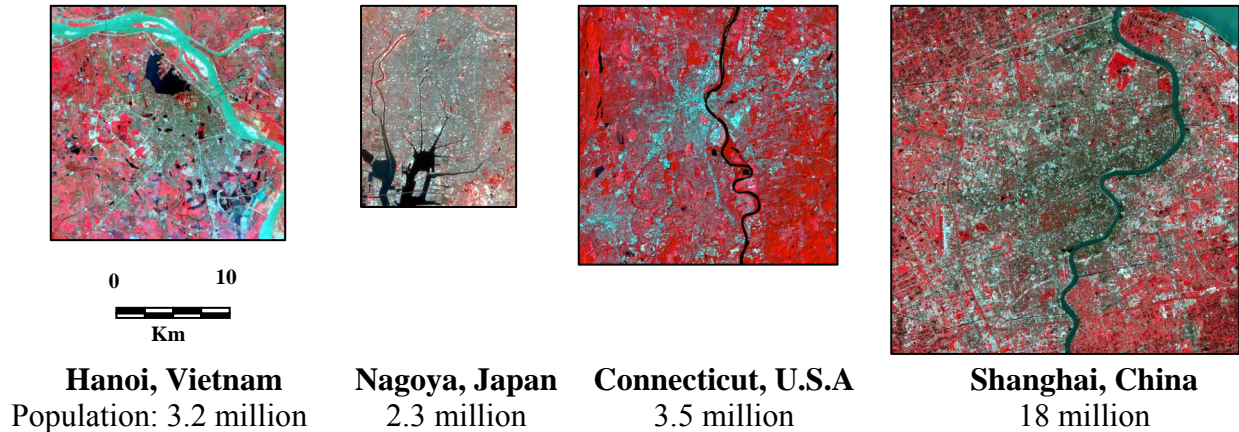 0 10
Km
Hanoi, Vietnam Nagoya, Japan Connecticut, U.S.A Shanghai, China
Population: 3.2 million 2.3 million 3.5 million 18 million